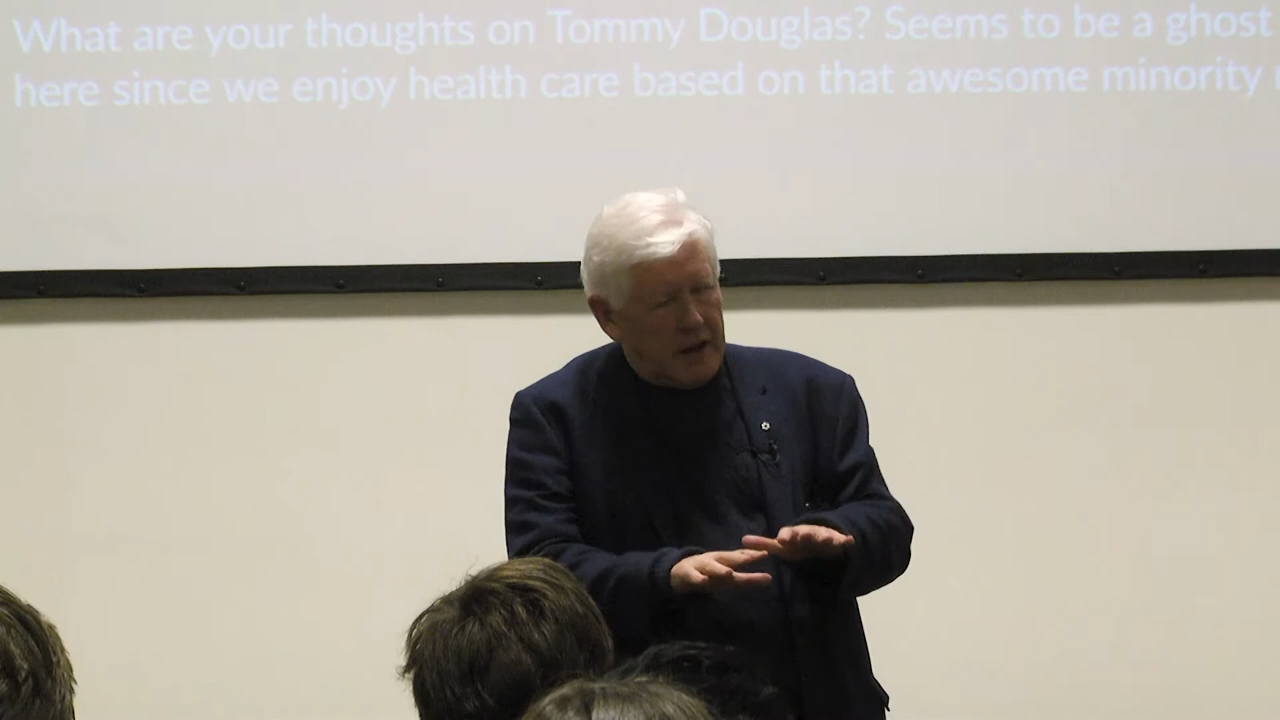 What are your thoughts on Tommy Douglas? Seems to be a ghost
here since we enjoy health care based on that awesome minority